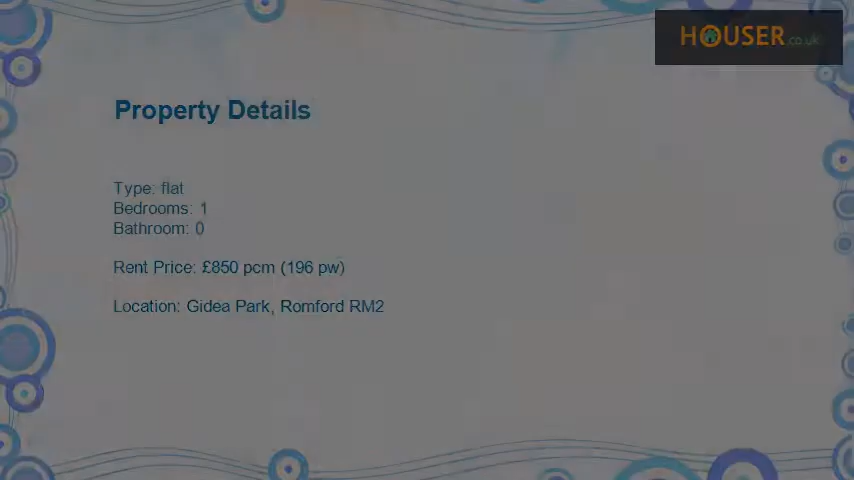 HOUSER.co.uk
Property Details
Type: flat
Bedrooms: 1
Bathroom: 0
Rent Price: £850 pcm (196 pw)
Location: Gidea Park, Romford RM2